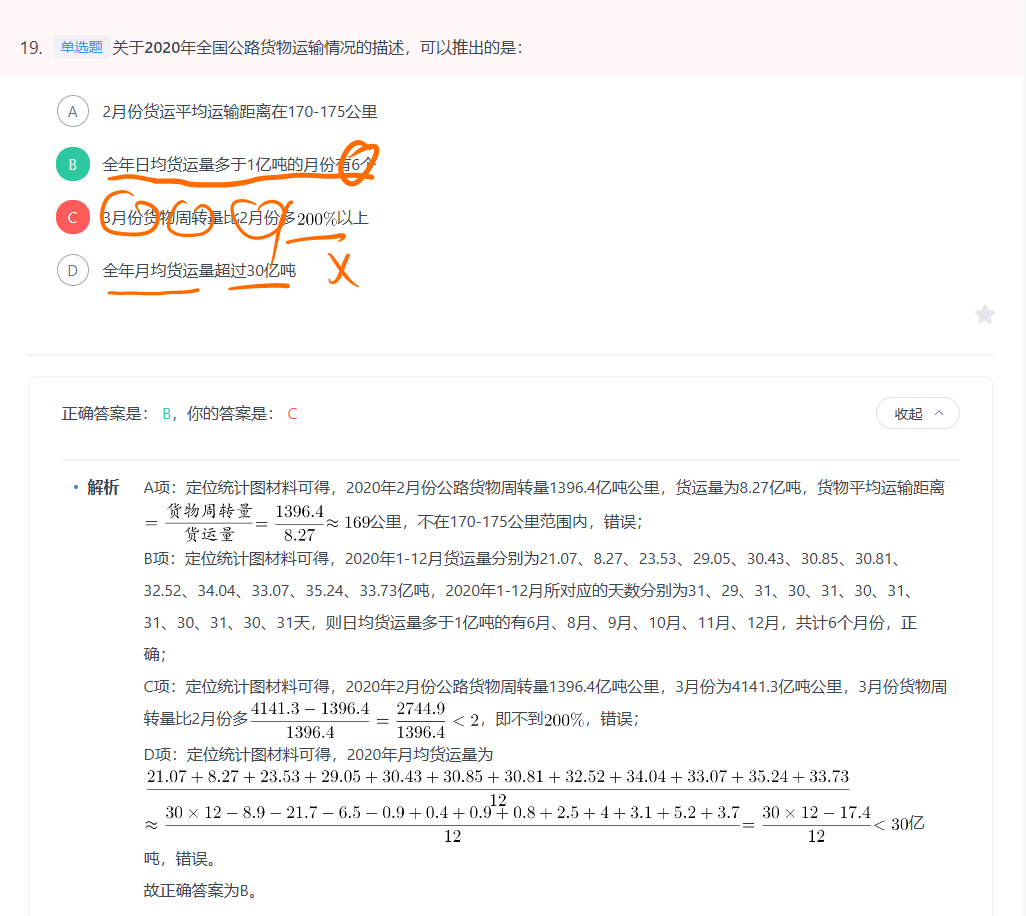 19. 单选题 关于2020年全国公路货物运输情况的描述，可以推出的是：
A 2月份货运平均运输距离在170-175公里
B 全年日均货运量多于1亿吨的月份有6个
C 3月份货物周转量比2月份多200%以上
X
D 全年月均货运量超过30亿吨
正确答案是： B，你的答案是： C
收起
• 解析 A项：定位统计图材料可得，2020年2月份公路货物周转量1396.4亿吨公里，货运量为8.27亿吨，货物平均运输距离
= 货物周转量/货运量 = 1396.4/8.27 ≈ 169公里，不在170-175公里范围内，错误；
B项：定位统计图材料可得，2020年1-12月货运量分别为21.07、8.27、23.53、29.05、30.43、30.85、30.81、
32.52、34.04、33.07、35.24、33.73亿吨，2020年1-12月所对应的天数分别为31、29、31、30、31、30、31、
31、30、31、30、31天，则日均货运量多于1亿吨的有6月、8月、9月、10月、11月、12月，共计6个月份，正
确；
C项：定位统计图材料可得，2020年2月份公路货物周转量1396.4亿吨公里，3月份为4141.3亿吨公里，3月份货物周
转量比2月份多 (4141.3 − 1396.4)/1396.4 = 2744.9/1396.4 < 2，即不到200%，错误；
D项：定位统计图材料可得，2020年月均货运量为
(21.07 + 8.27 + 23.53 + 29.05 + 30.43 + 30.85 + 30.81 + 32.52 + 34.04 + 33.07 + 35.24 + 33.73)/12
≈ (30 × 12 − 8.9 − 21.7 − 6.5 − 0.9 + 0.4 + 0.9 + 0.8 + 2.5 + 4 + 3.1 + 5.2 + 3.7)/12 = (30 × 12 − 17.4)/12 < 30亿
吨，错误。
故正确答案为B。